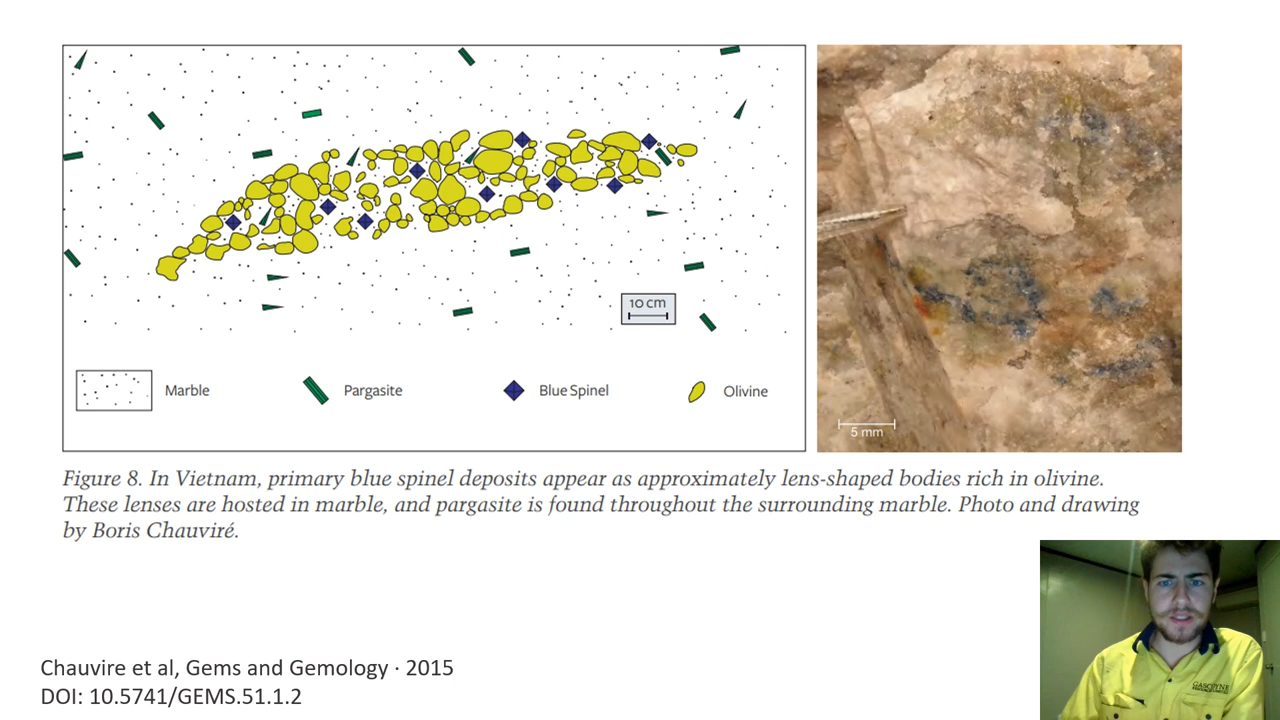 10 cm
Marble
Pargasite
Blue Spinel
Olivine
5 mm
Figure 8. In Vietnam, primary blue spinel deposits appear as approximately lens-shaped bodies rich in olivine.
These lenses are hosted in marble, and pargasite is found throughout the surrounding marble. Photo and drawing
by Boris Chauviré.
Chauvire et al, Gems and Gemology · 2015
DOI: 10.5741/GEMS.51.1.2
GASCOYNE